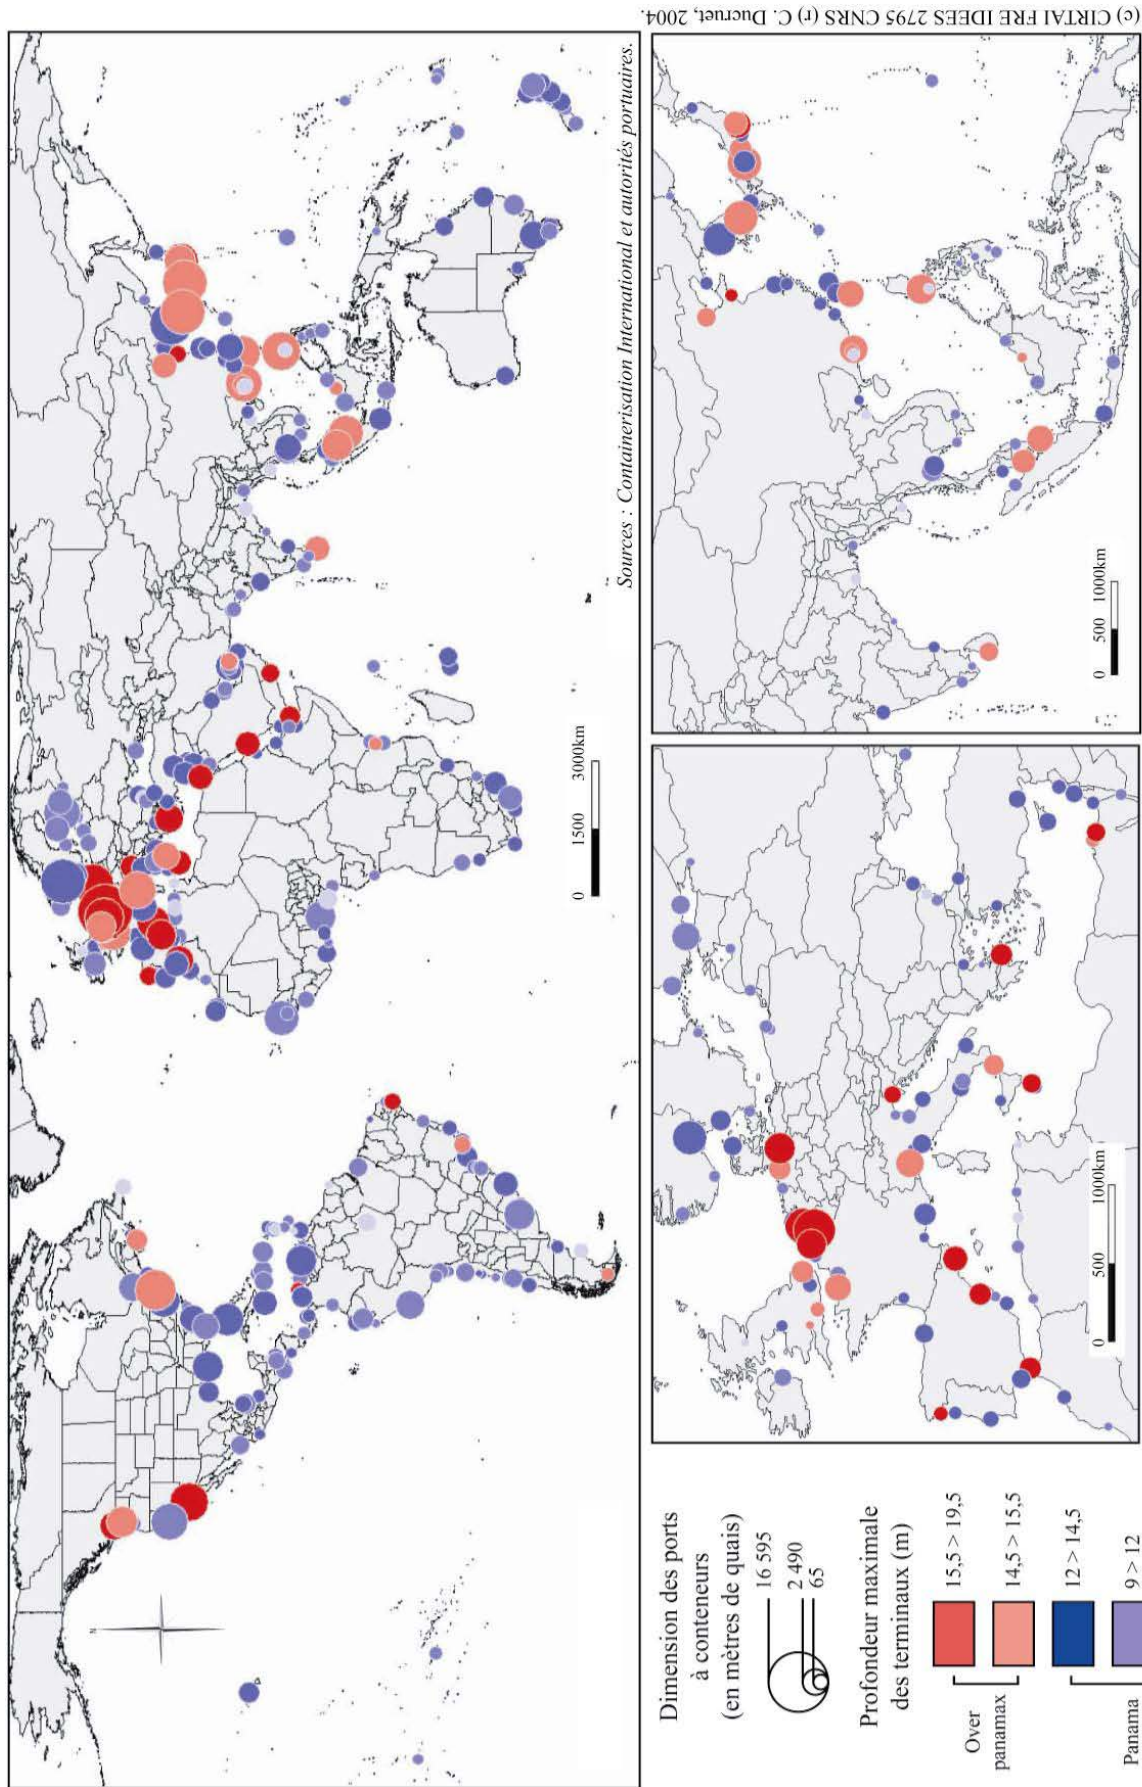 N
0 1500 3000km
Sources : Containerisation International et autorités portuaires.
Dimension des ports
à conteneurs
(en mètres de quais)
16 595
2 490
65
Profondeur maximale
des terminaux (m)
Over
panamax
15,5 > 19,5
14,5 > 15,5
Panama
12 > 14,5
9 > 12
0 500 1000km
0 500 1000km
(c) CIRTAI FRE IDEES 2795 CNRS (r) C. Ducruet, 2004.